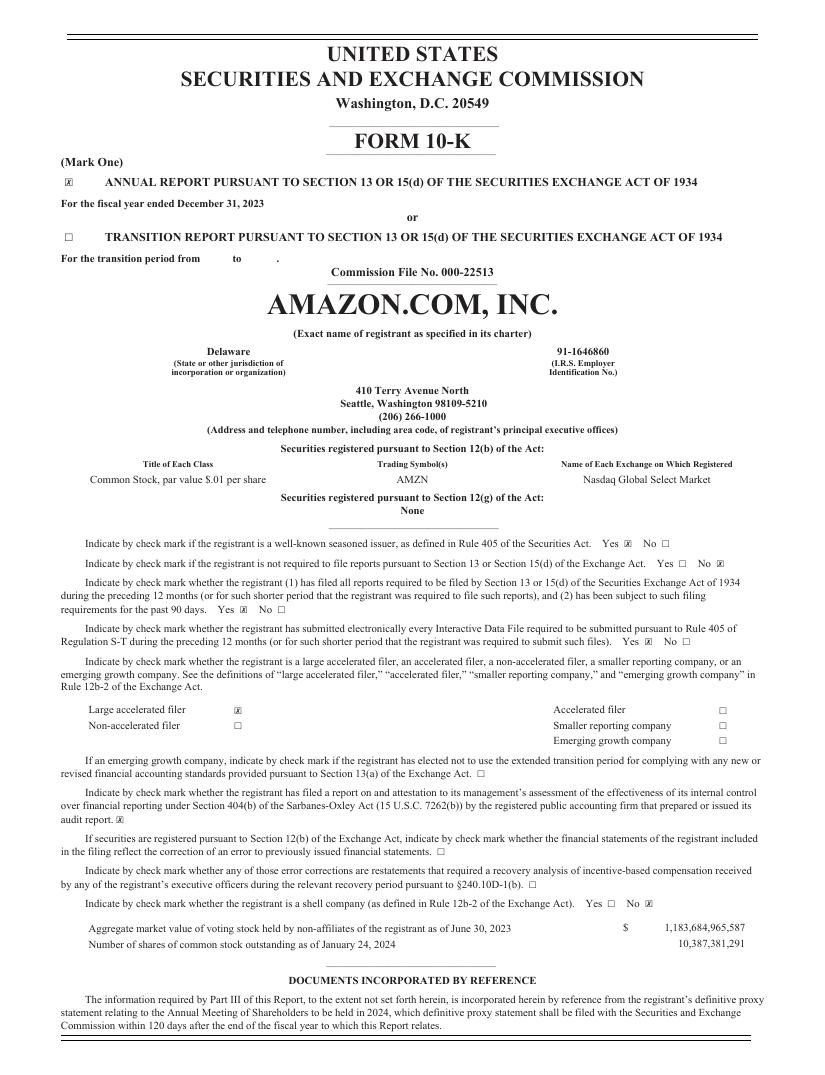 UNITED STATES
SECURITIES AND EXCHANGE COMMISSION
Washington, D.C. 20549
FORM 10-K
(Mark One)
☒ ANNUAL REPORT PURSUANT TO SECTION 13 OR 15(d) OF THE SECURITIES EXCHANGE ACT OF 1934
For the fiscal year ended December 31, 2023
or
☐ TRANSITION REPORT PURSUANT TO SECTION 13 OR 15(d) OF THE SECURITIES EXCHANGE ACT OF 1934
For the transition period from to .
Commission File No. 000-22513
AMAZON.COM, INC.
(Exact name of registrant as specified in its charter)
Delaware 91-1646860
(State or other jurisdiction of (I.R.S. Employer
incorporation or organization) Identification No.)
410 Terry Avenue North
Seattle, Washington 98109-5210
(206) 266-1000
(Address and telephone number, including area code, of registrant’s principal executive offices)
Securities registered pursuant to Section 12(b) of the Act:
Title of Each Class Trading Symbol(s) Name of Each Exchange on Which Registered
Common Stock, par value $.01 per share AMZN Nasdaq Global Select Market
Securities registered pursuant to Section 12(g) of the Act:
None
Indicate by check mark if the registrant is a well-known seasoned issuer, as defined in Rule 405 of the Securities Act. Yes ☒ No ☐
Indicate by check mark if the registrant is not required to file reports pursuant to Section 13 or Section 15(d) of the Exchange Act. Yes ☐ No ☒
Indicate by check mark whether the registrant (1) has filed all reports required to be filed by Section 13 or 15(d) of the Securities Exchange Act of 1934
during the preceding 12 months (or for such shorter period that the registrant was required to file such reports), and (2) has been subject to such filing
requirements for the past 90 days. Yes ☒ No ☐
Indicate by check mark whether the registrant has submitted electronically every Interactive Data File required to be submitted pursuant to Rule 405 of
Regulation S-T during the preceding 12 months (or for such shorter period that the registrant was required to submit such files). Yes ☒ No ☐
Indicate by check mark whether the registrant is a large accelerated filer, an accelerated filer, a non-accelerated filer, a smaller reporting company, or an
emerging growth company. See the definitions of “large accelerated filer,” “accelerated filer,” “smaller reporting company,” and “emerging growth company” in
Rule 12b-2 of the Exchange Act.
Large accelerated filer ☒ Accelerated filer ☐
Non-accelerated filer ☐ Smaller reporting company ☐
Emerging growth company ☐
If an emerging growth company, indicate by check mark if the registrant has elected not to use the extended transition period for complying with any new or
revised financial accounting standards provided pursuant to Section 13(a) of the Exchange Act. ☐
Indicate by check mark whether the registrant has filed a report on and attestation to its management’s assessment of the effectiveness of its internal control
over financial reporting under Section 404(b) of the Sarbanes-Oxley Act (15 U.S.C. 7262(b)) by the registered public accounting firm that prepared or issued its
audit report. ☒
If securities are registered pursuant to Section 12(b) of the Exchange Act, indicate by check mark whether the financial statements of the registrant included
in the filing reflect the correction of an error to previously issued financial statements. ☐
Indicate by check mark whether any of those error corrections are restatements that required a recovery analysis of incentive-based compensation received
by any of the registrant’s executive officers during the relevant recovery period pursuant to §240.10D-1(b). ☐
Indicate by check mark whether the registrant is a shell company (as defined in Rule 12b-2 of the Exchange Act). Yes ☐ No ☒
Aggregate market value of voting stock held by non-affiliates of the registrant as of June 30, 2023 $ 1,183,684,965,587
Number of shares of common stock outstanding as of January 24, 2024 10,387,381,291
DOCUMENTS INCORPORATED BY REFERENCE
The information required by Part III of this Report, to the extent not set forth herein, is incorporated herein by reference from the registrant’s definitive proxy
statement relating to the Annual Meeting of Shareholders to be held in 2024, which definitive proxy statement shall be filed with the Securities and Exchange
Commission within 120 days after the end of the fiscal year to which this Report relates.